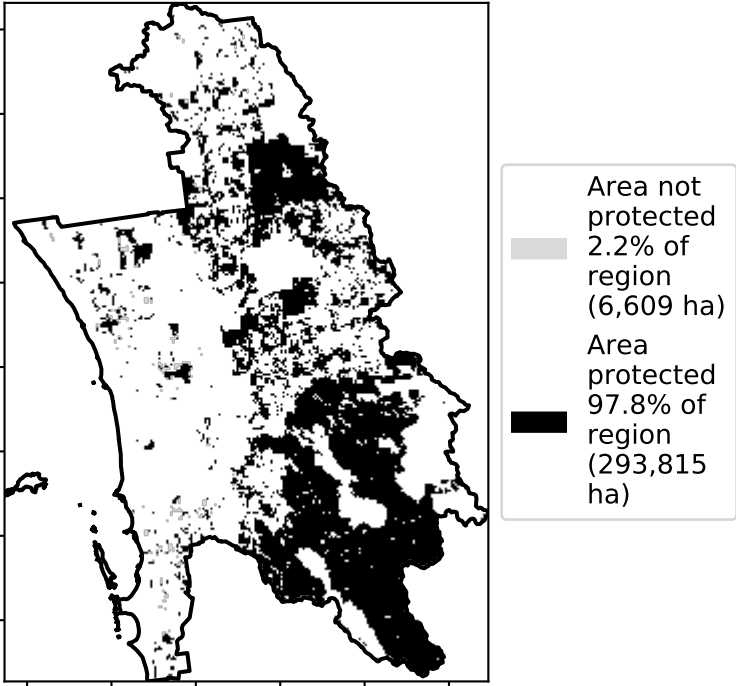 Area not
protected
2.2% of
region
(6,609 ha)
Area
protected
97.8% of
region
(293,815
ha)